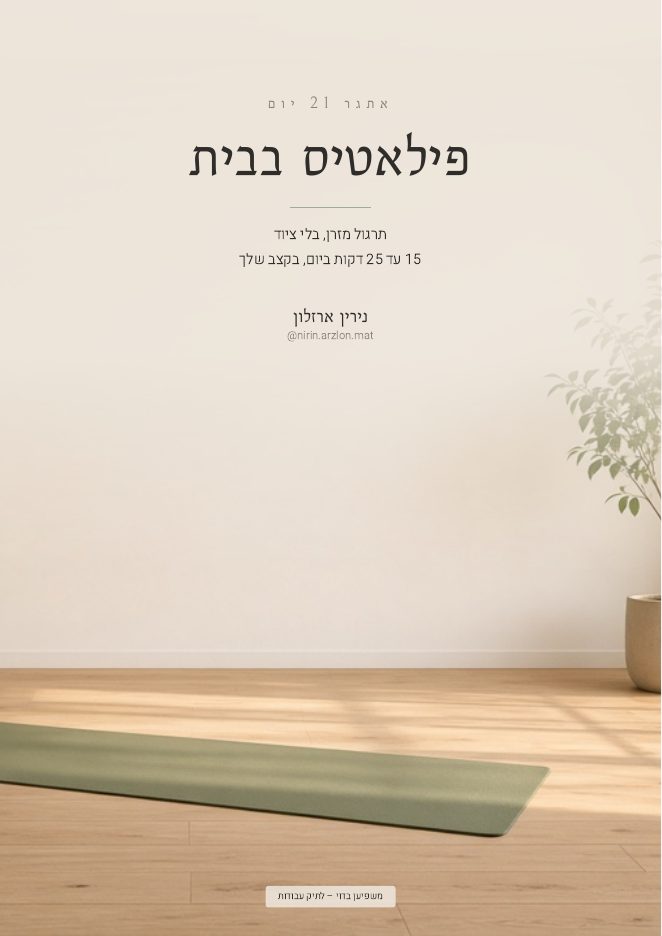 אתגר 21 יום
פילאטיס בבית
תרגול מזרן, בלי ציוד
15 עד 25 דקות ביום, בקצב שלך
נירין ארזלון
@nirin.arzlon.mat
משפיען בדוי – לתיק עבודות